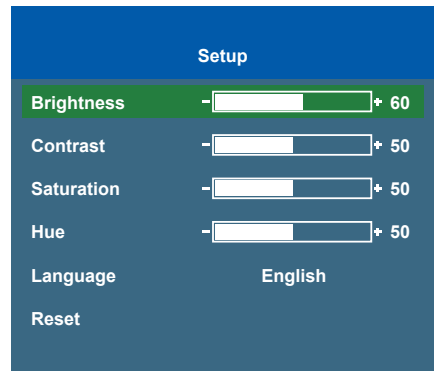 Setup
Brightness - + 60
Contrast - + 50
Saturation - + 50
Hue - + 50
Language English
Reset